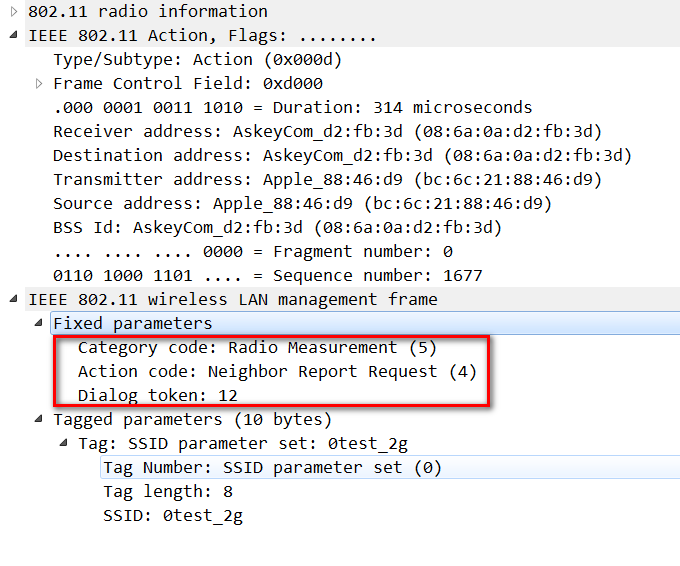 802.11 radio information
IEEE 802.11 Action, Flags: ........
Type/Subtype: Action (0x000d)
Frame Control Field: 0xd000
.000 0001 0011 1010 = Duration: 314 microseconds
Receiver address: AskeyCom_d2:fb:3d (08:6a:0a:d2:fb:3d)
Destination address: AskeyCom_d2:fb:3d (08:6a:0a:d2:fb:3d)
Transmitter address: Apple_88:46:d9 (bc:6c:21:88:46:d9)
Source address: Apple_88:46:d9 (bc:6c:21:88:46:d9)
BSS Id: AskeyCom_d2:fb:3d (08:6a:0a:d2:fb:3d)
.... .... .... 0000 = Fragment number: 0
0110 1000 1101 .... = Sequence number: 1677
IEEE 802.11 wireless LAN management frame
Fixed parameters
Category code: Radio Measurement (5)
Action code: Neighbor Report Request (4)
Dialog token: 12
Tagged parameters (10 bytes)
Tag: SSID parameter set: 0test_2g
Tag Number: SSID parameter set (0)
Tag length: 8
SSID: 0test_2g